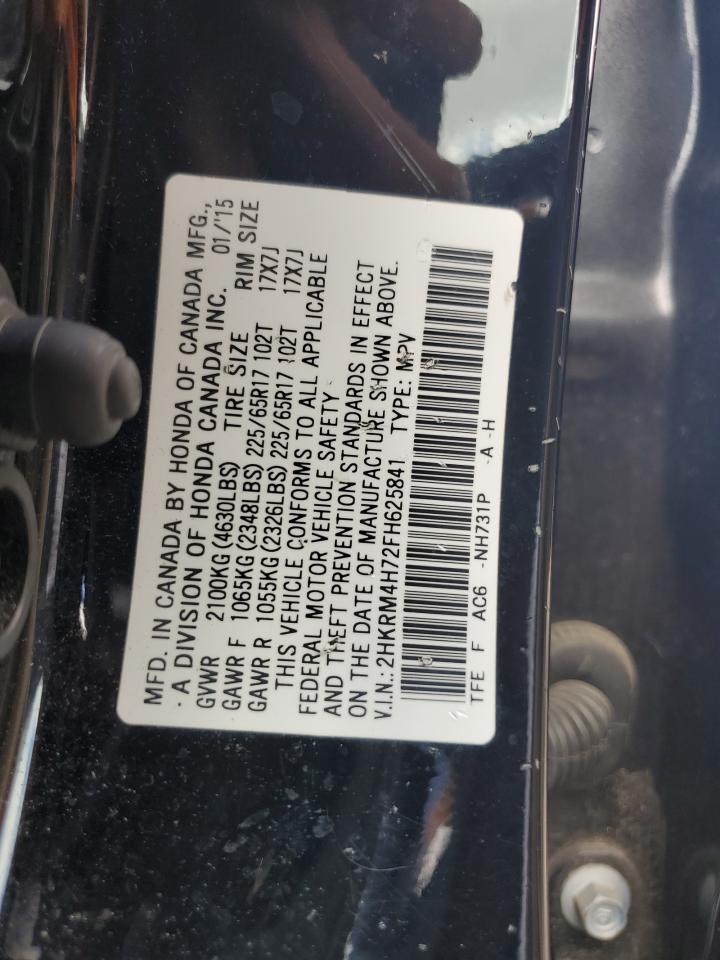 MFD. IN CANADA BY HONDA OF CANADA MFG.,
· A DIVISION OF HONDA CANADA INC. 01/'15
GVWR 2100KG (4630LBS) TIRE SIZE RIM SIZE
GAWR F 1065KG (2348LBS) 225/65R17 102T 17X7J
GAWR R 1055KG (2326LBS) 225/65R17 102T 17X7J
THIS VEHICLE CONFORMS TO ALL APPLICABLE
FEDERAL MOTOR VEHICLE SAFETY
AND THEFT PREVENTION STANDARDS IN EFFECT
ON THE DATE OF MANUFACTURE SHOWN ABOVE.
V.I.N.: 2HKRM4H72FH625841 TYPE: MPV
TFE F AC6 -NH731P -A -H